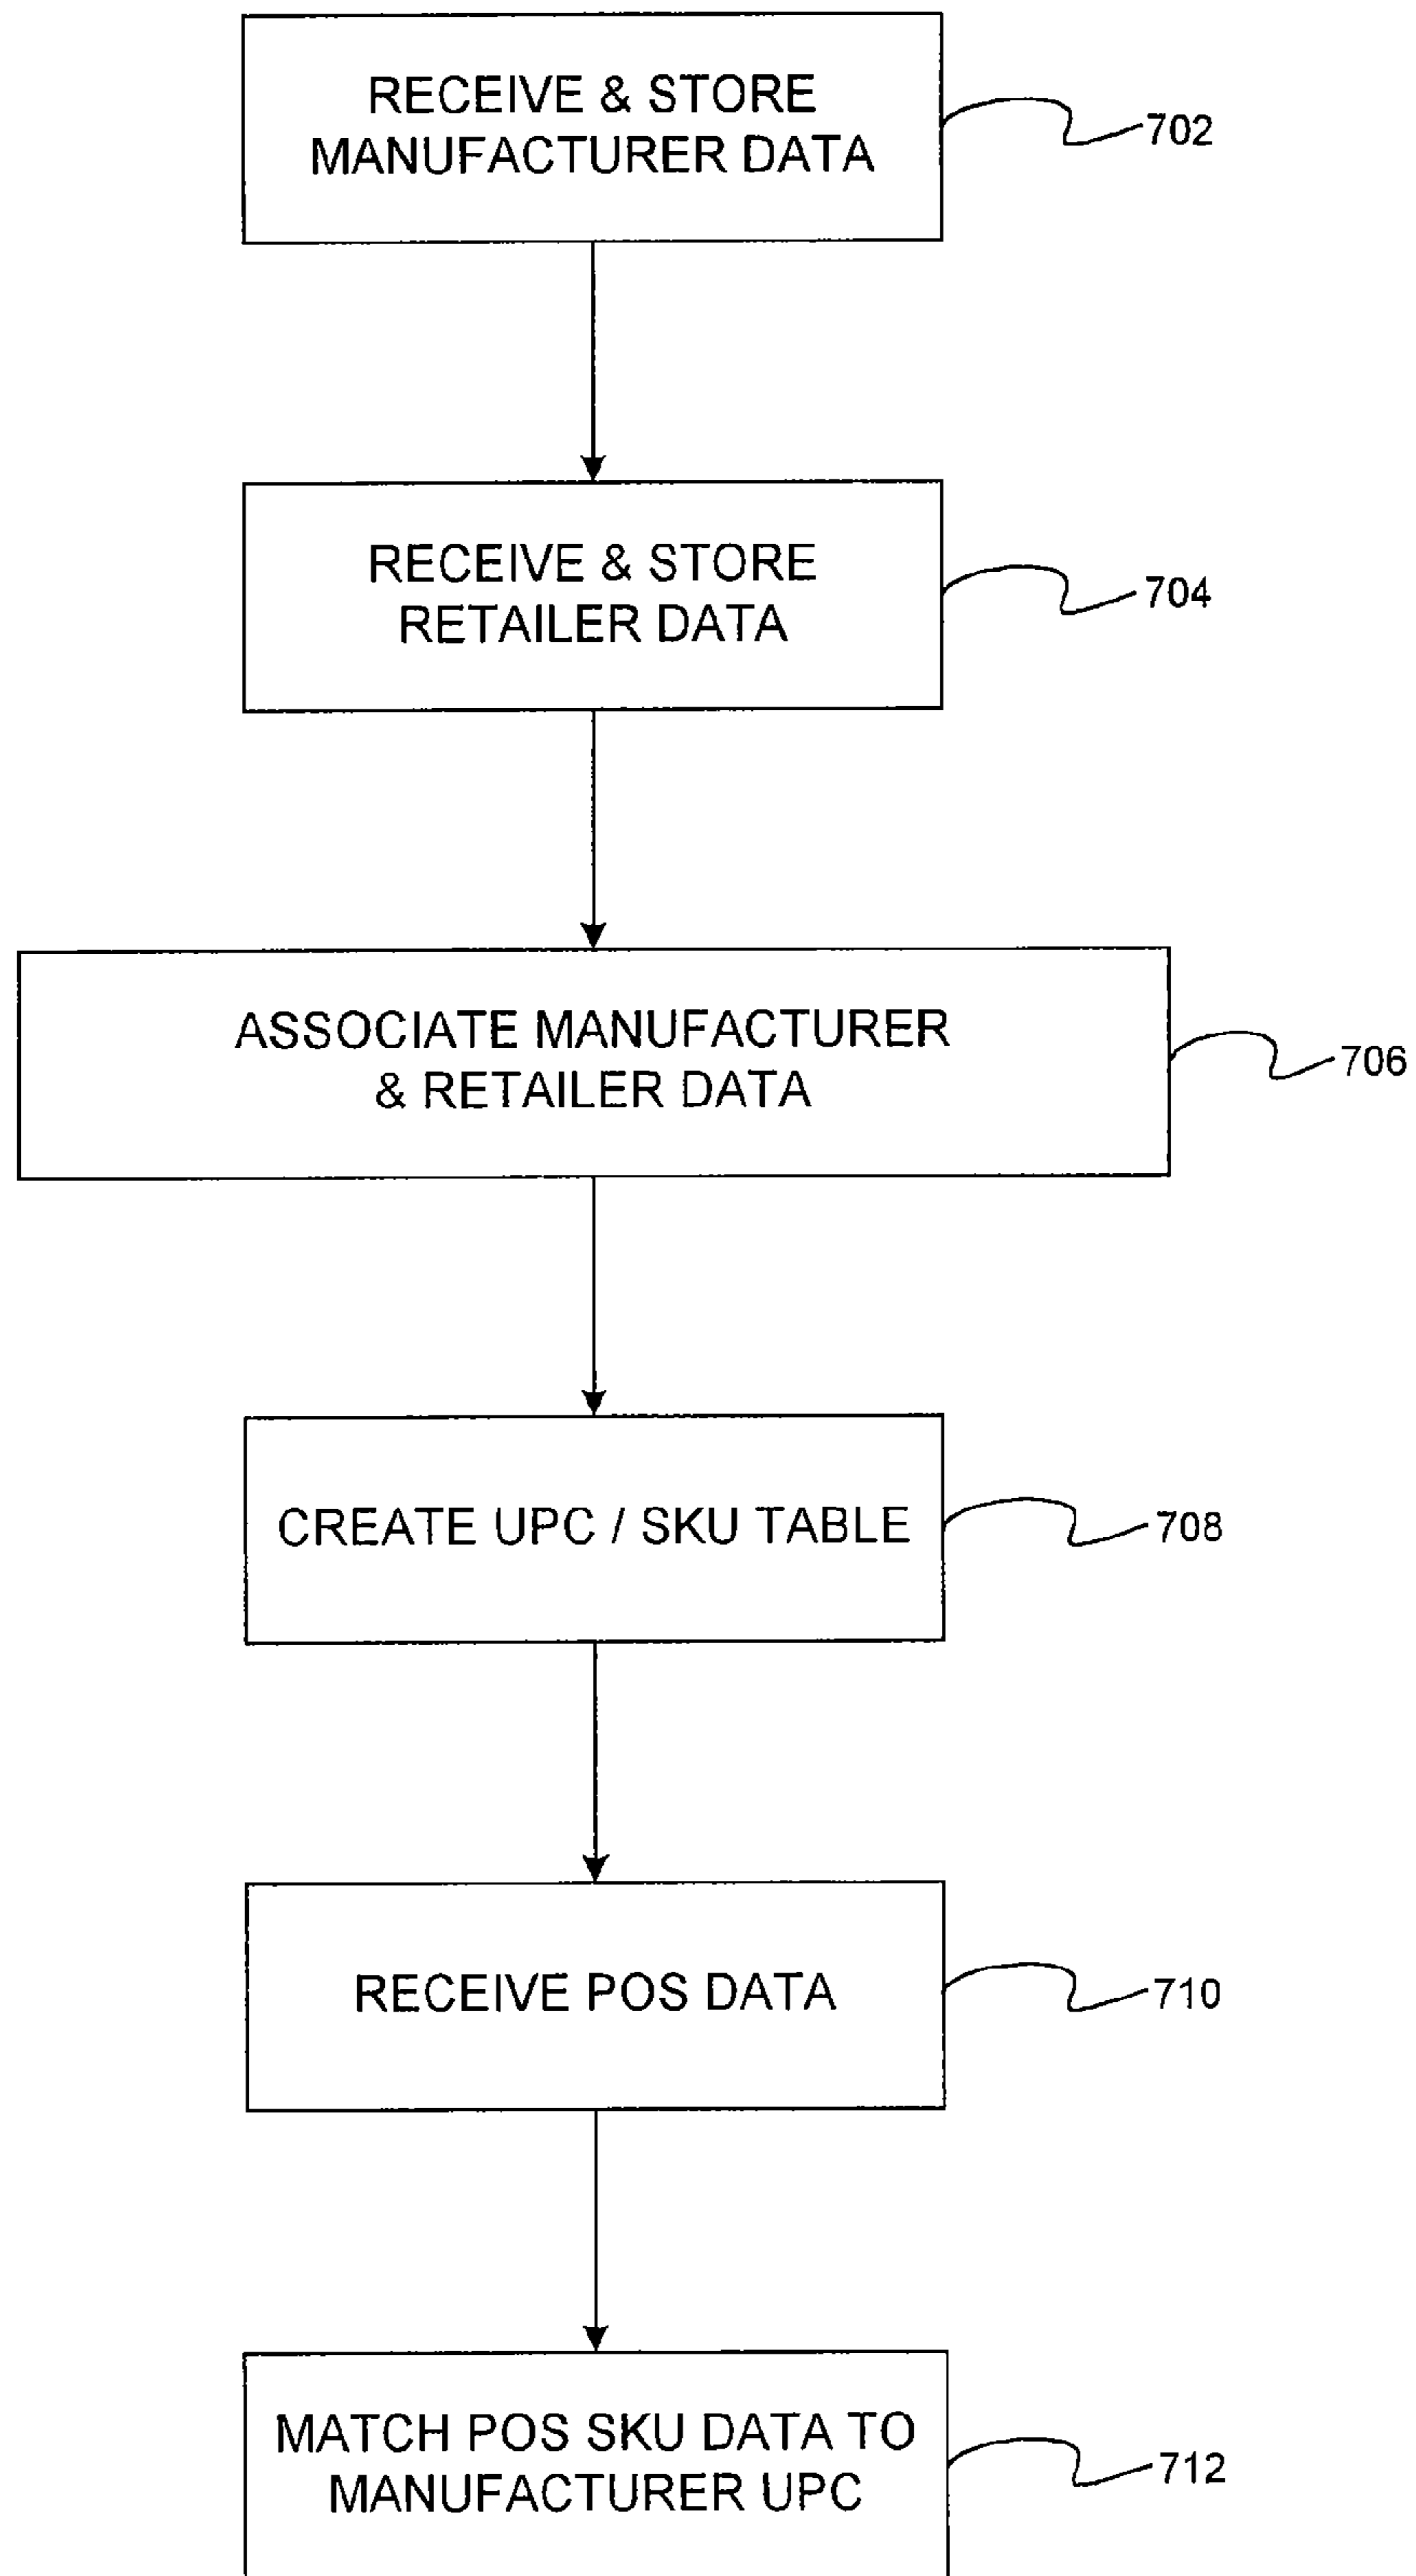 RECEIVE & STORE
MANUFACTURER DATA
702
RECEIVE & STORE
RETAILER DATA
704
ASSOCIATE MANUFACTURER
& RETAILER DATA
706
CREATE UPC / SKU TABLE
708
RECEIVE POS DATA
710
MATCH POS SKU DATA TO
MANUFACTURER UPC
712